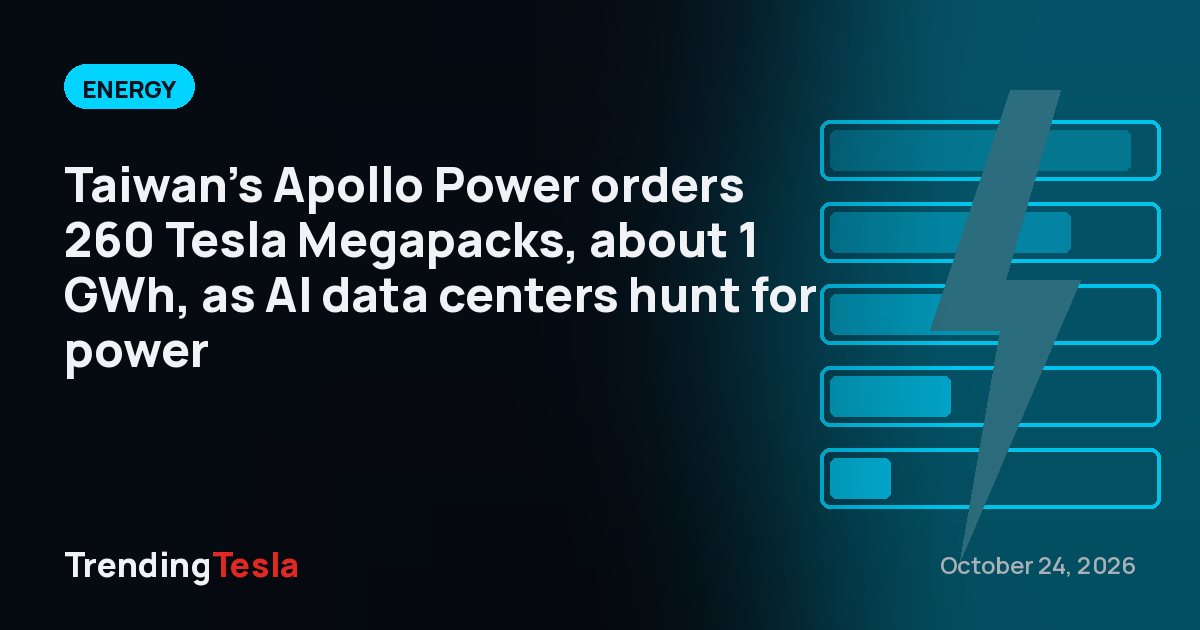 ENERGY
Taiwan’s Apollo Power orders
260 Tesla Megapacks, about 1
GWh, as AI data centers hunt for
power
TrendingTesla
October 24, 2026